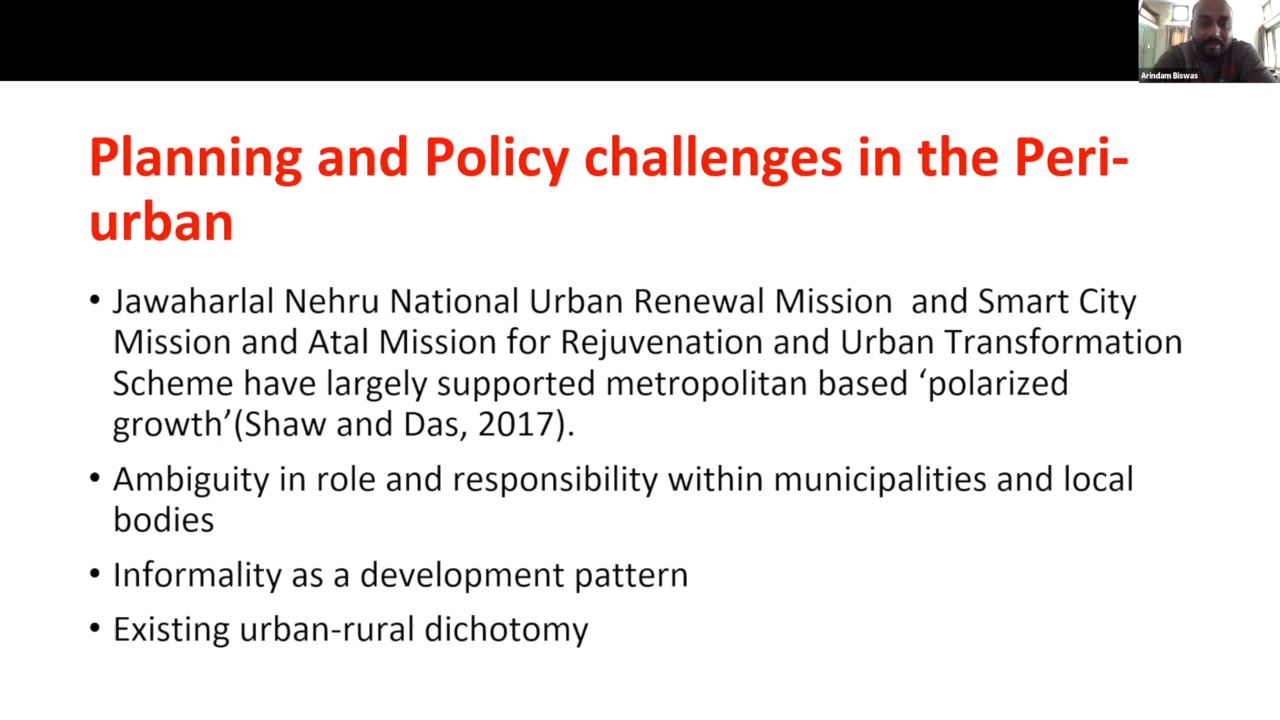 Arindam Biswas
Planning and Policy challenges in the Peri-
urban
• Jawaharlal Nehru National Urban Renewal Mission  and Smart City
Mission and Atal Mission for Rejuvenation and Urban Transformation
Scheme have largely supported metropolitan based ‘polarized
growth’(Shaw and Das, 2017).
• Ambiguity in role and responsibility within municipalities and local
bodies
• Informality as a development pattern
• Existing urban-rural dichotomy